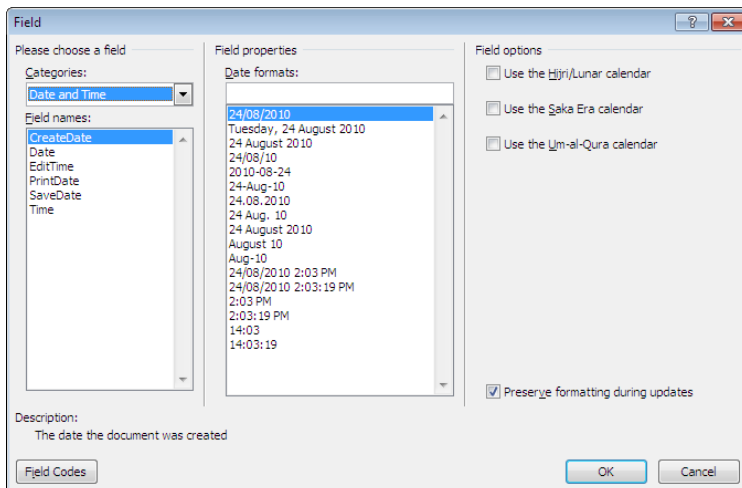 Field
Please choose a field
Categories:
Date and Time
Field names:
CreateDate
Date
EditTime
PrintDate
SaveDate
Time
Field properties
Date formats:
24/08/2010
Tuesday, 24 August 2010
24 August 2010
24/08/10
2010-08-24
24-Aug-10
24.08.2010
24 Aug. 10
24 August 2010
August 10
Aug-10
24/08/2010 2:03 PM
24/08/2010 2:03:19 PM
2:03 PM
2:03:19 PM
14:03
14:03:19
Field options
Use the Hijri/Lunar calendar
Use the Saka Era calendar
Use the Um-al-Qura calendar
Preserve formatting during updates
Description:
The date the document was created
Field Codes
OK
Cancel